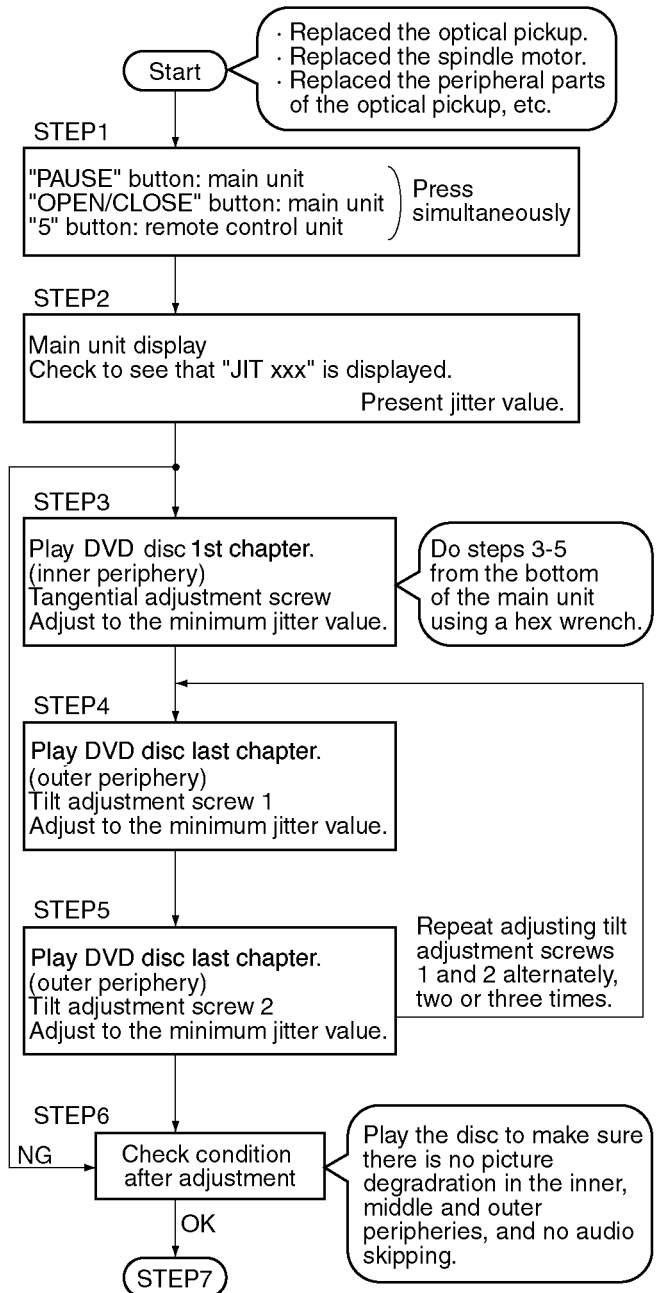 Start
· Replaced the optical pickup.
· Replaced the spindle motor.
· Replaced the peripheral parts
of the optical pickup, etc.
STEP1
"PAUSE" button: main unit
"OPEN/CLOSE" button: main unit
"5" button: remote control unit
Press
simultaneously
STEP2
Main unit display
Check to see that "JIT xxx" is displayed.
Present jitter value.
STEP3
Play DVD disc 1st chapter.
(inner periphery)
Tangential adjustment screw
Adjust to the minimum jitter value.
Do steps 3-5
from the bottom
of the main unit
using a hex wrench.
STEP4
Play DVD disc last chapter.
(outer periphery)
Tilt adjustment screw 1
Adjust to the minimum jitter value.
STEP5
Play DVD disc last chapter.
(outer periphery)
Tilt adjustment screw 2
Adjust to the minimum jitter value.
Repeat adjusting tilt
adjustment screws
1 and 2 alternately,
two or three times.
STEP6
NG
Check condition
after adjustment
Play the disc to make sure
there is no picture
degradration in the inner,
middle and outer
peripheries, and no audio
skipping.
OK
STEP7